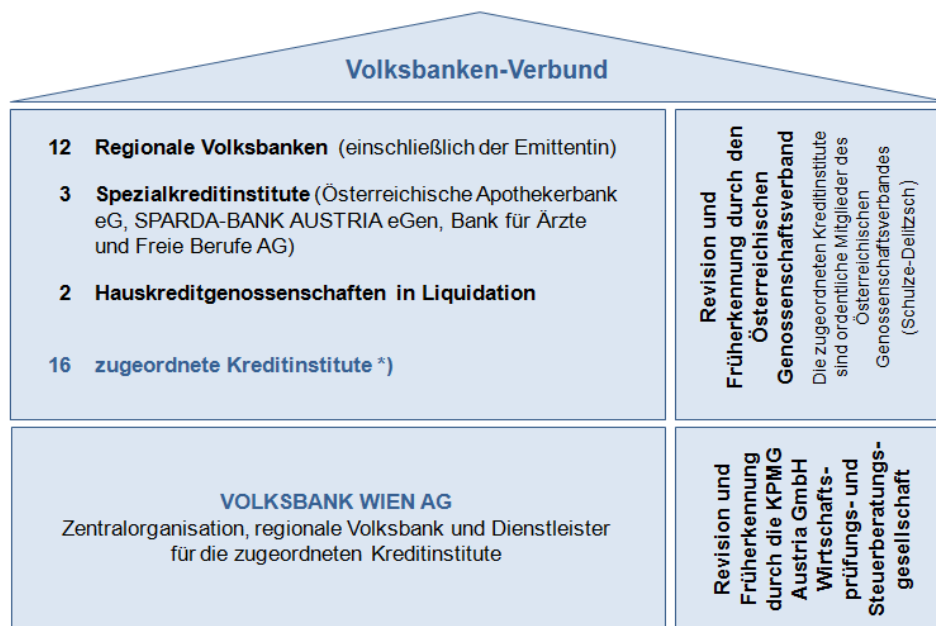 Volksbanken-Verbund
12 Regionale Volksbanken (einschließlich der Emittentin)
3 Spezialkreditinstitute (Österreichische Apothekerbank
eG, SPARDA-BANK AUSTRIA eGen, Bank für Ärzte
und Freie Berufe AG)
2 Hauskreditgenossenschaften in Liquidation
16 zugeordnete Kreditinstitute *)
Revision und
Früherkennung durch den
Österreichischen
Genossenschaftsverband
Die zugeordneten Kreditinstitute
sind ordentliche Mitglieder des
Österreichischen
Genossenschaftsverbandes
(Schulze-Delitzsch)
VOLKSBANK WIEN AG
Zentralorganisation, regionale Volksbank und Dienstleister
für die zugeordneten Kreditinstitute
Revision und
Früherkennung
durch die KPMG
Austria GmbH
Wirtschafts-
prüfungs- und
Steuerberatungs-
gesellschaft